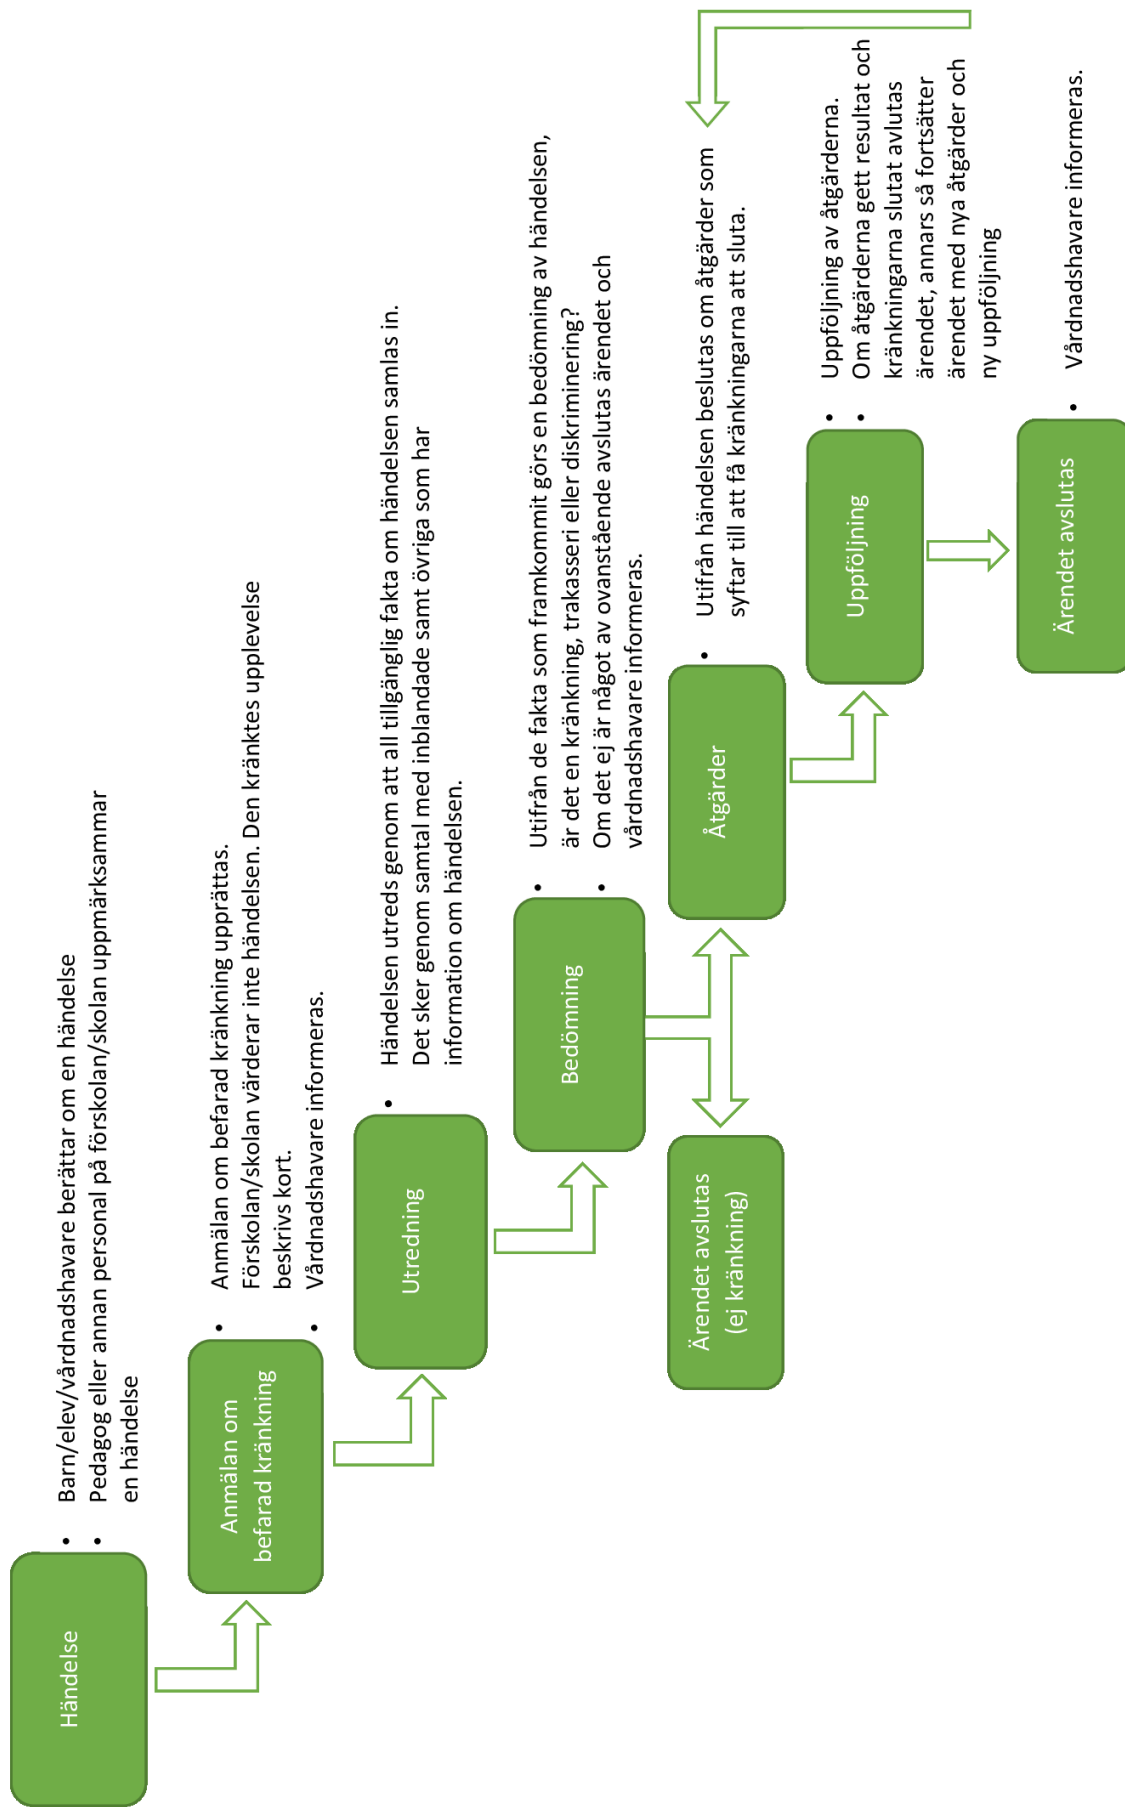 Händelse
• Barn/elev/vårdnadshavare berättar om en händelse
• Pedagog eller annan personal på förskolan/skolan uppmärksammar
en händelse
Anmälan om
befarad kränkning
• Anmälan om befarad kränkning upprättas.
Förskolan/skolan värderar inte händelsen. Den kränktes upplevelse
beskrivs kort.
• Vårdnadshavare informeras.
Utredning
• Händelsen utreds genom att all tillgänglig fakta om händelsen samlas in.
Det sker genom samtal med inblandade samt övriga som har
information om händelsen.
Bedömning
• Utifrån de fakta som framkommit görs en bedömning av händelsen,
är det en kränkning, trakasseri eller diskriminering?
• Om det ej är något av ovanstående avslutas ärendet och
vårdnadshavare informeras.
Ärendet avslutas
(ej kränkning)
Åtgärder
• Utifrån händelsen beslutas om åtgärder som
syftar till att få kränkningarna att sluta.
Uppföljning
• Uppföljning av åtgärderna.
• Om åtgärderna gett resultat och
kränkningarna slutat avlutas
ärendet, annars så fortsätter
ärendet med nya åtgärder och
ny uppföljning
Ärendet avslutas
• Vårdnadshavare informeras.